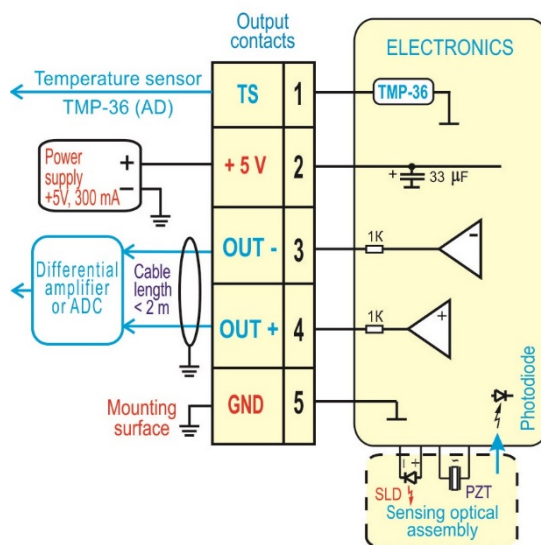 Output
contacts
ELECTRONICS
Temperature sensor
TMP-36 (AD)
TS
1
TMP-36
Power
supply
+5V, 300 mA
+
−
+ 5 V
2
+
33 μF
Differential
amplifier
or ADC
Cable
length
< 2 m
OUT -
3
1K
−
OUT +
4
1K
+
Mounting
surface
GND
5
Photodiode
− +
~
SLD
PZT
Sensing optical
assembly